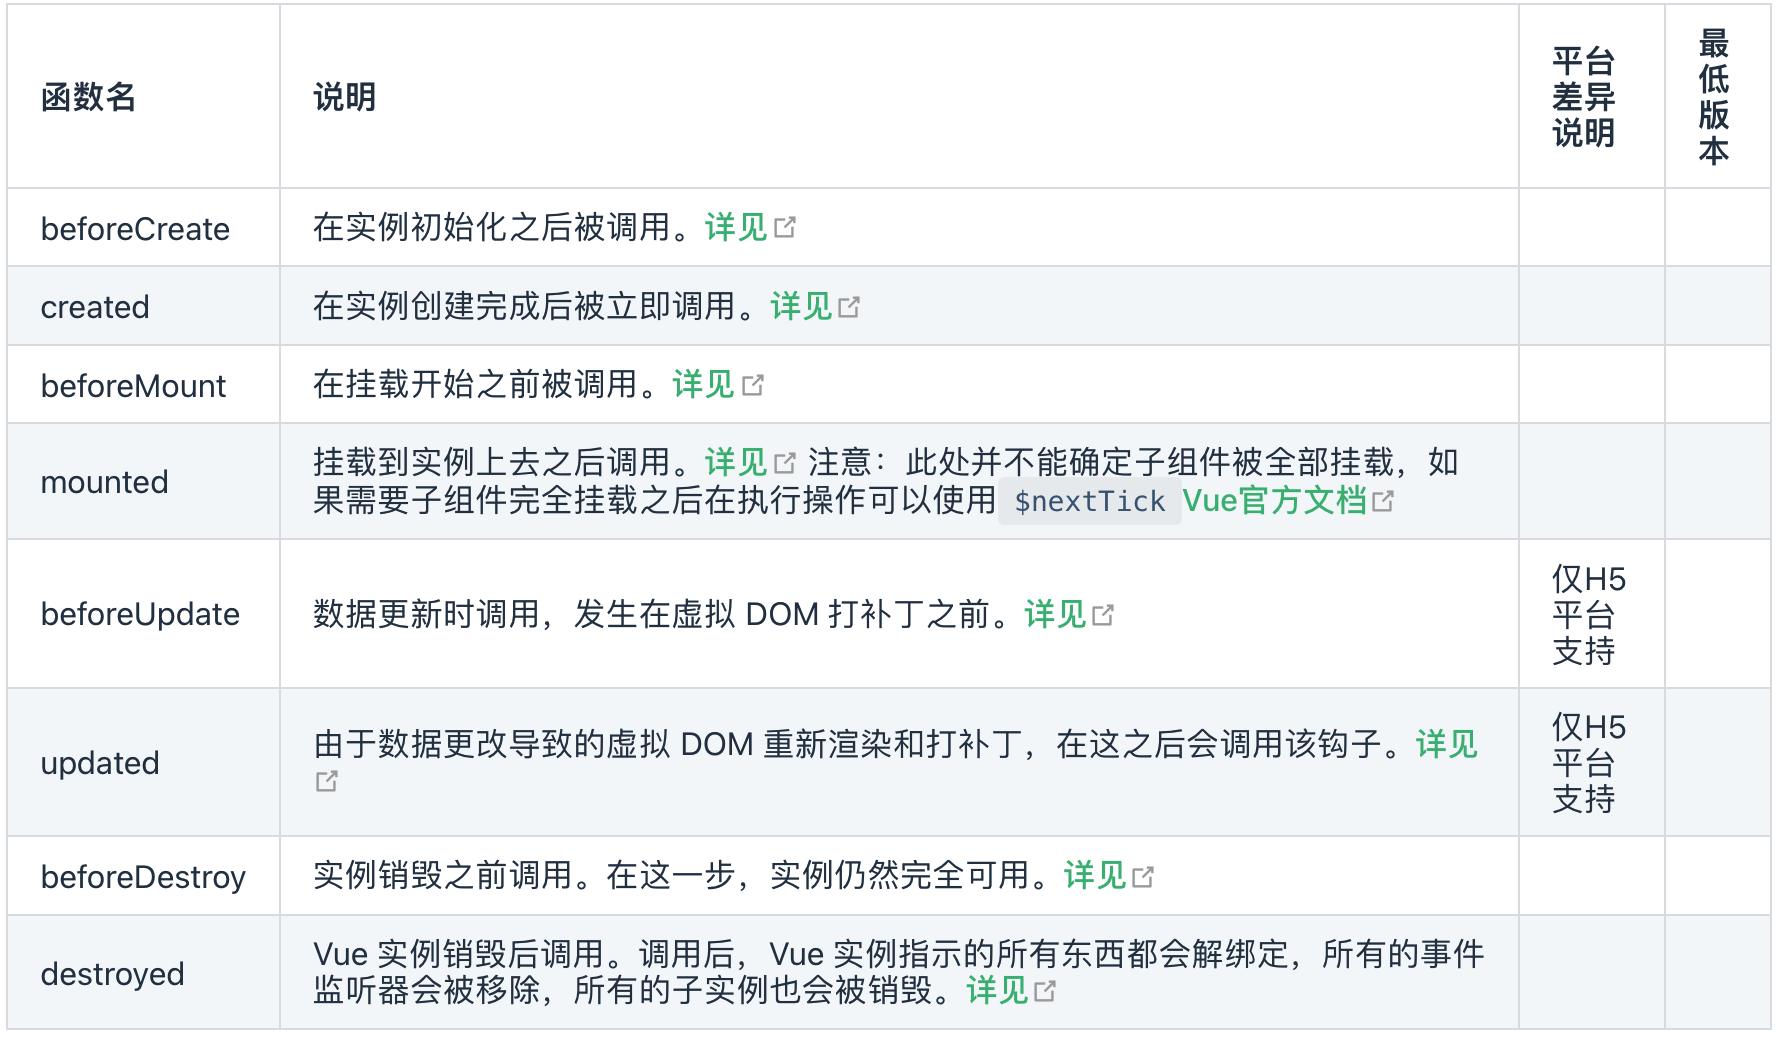 函数名
说明
平台
差异
说明
最
低
版
本
beforeCreate
在实例初始化之后被调用。详见
created
在实例创建完成后被立即调用。详见
beforeMount
在挂载开始之前被调用。详见
mounted
挂载到实例上去之后调用。详见 注意：此处并不能确定子组件被全部挂载，如
果需要子组件完全挂载之后在执行操作可以使用 $nextTick Vue官方文档
beforeUpdate
数据更新时调用，发生在虚拟 DOM 打补丁之前。详见
仅H5
平台
支持
updated
由于数据更改导致的虚拟 DOM 重新渲染和打补丁，在这之后会调用该钩子。详见
仅H5
平台
支持
beforeDestroy
实例销毁之前调用。在这一步，实例仍然完全可用。详见
destroyed
Vue 实例销毁后调用。调用后，Vue 实例指示的所有东西都会解绑定，所有的事件
监听器会被移除，所有的子实例也会被销毁。详见